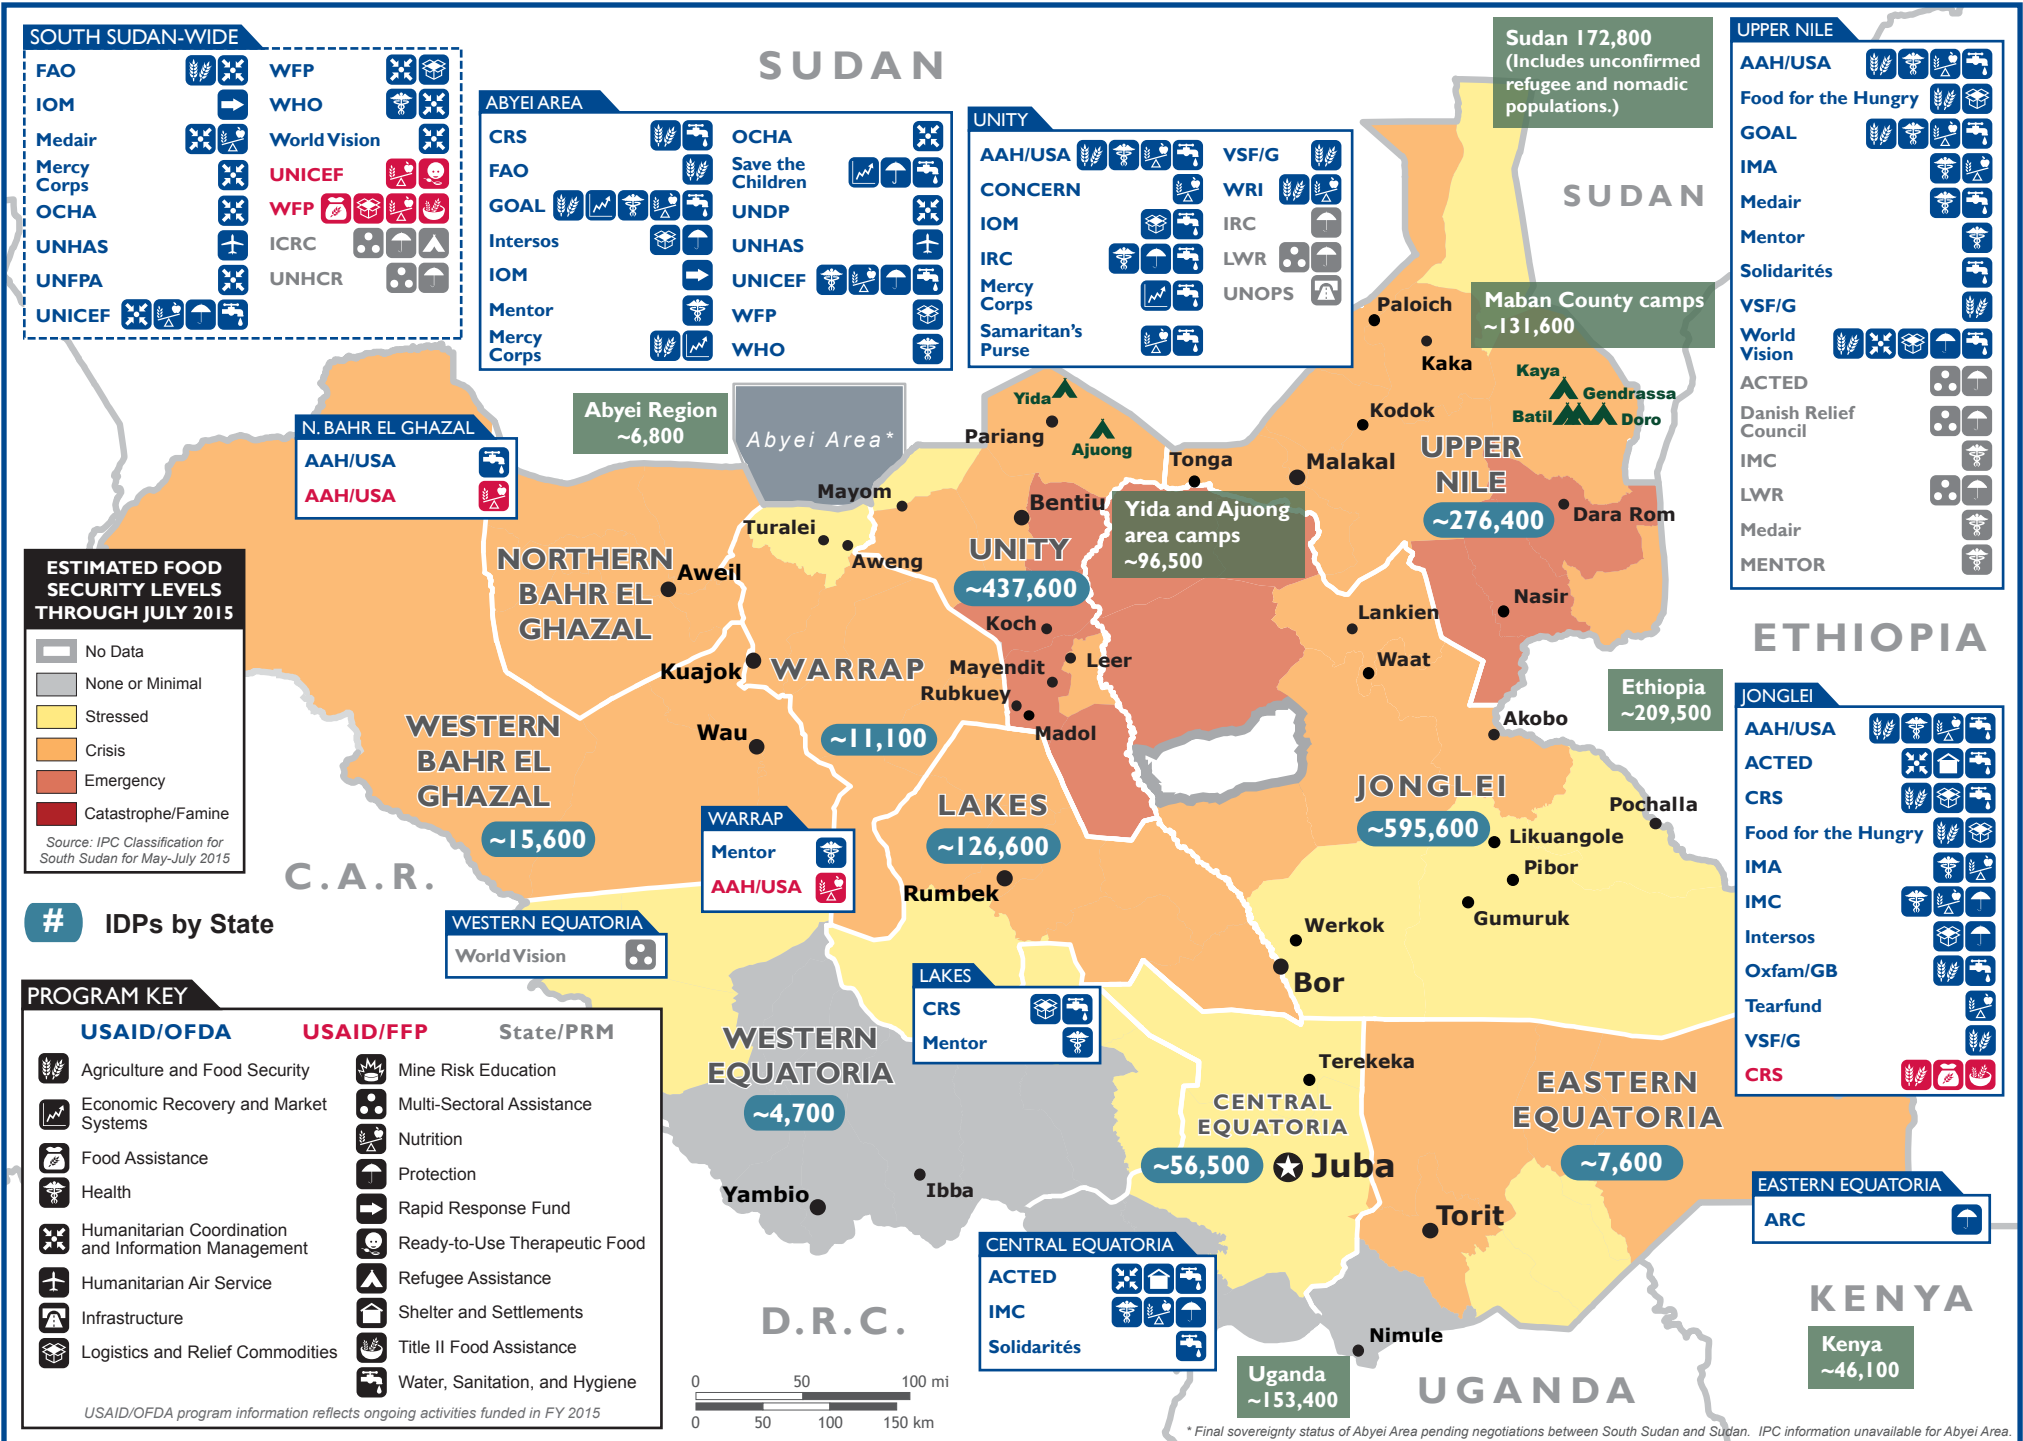 SOUTH SUDAN-WIDE
FAO
IOM
Medair
Mercy
Corps
OCHA
UNHAS
UNFPA
UNICEF
WFP
WHO
World Vision
UNICEF
WFP
ICRC
UNHCR
SUDAN
ABYEI AREA
CRS
FAO
GOAL
Intersos
IOM
Mentor
Mercy
Corps
OCHA
Save the
Children
UNDP
UNHAS
UNICEF
WFP
WHO
UNITY
AAH/USA
CONCERN
IOM
IRC
Mercy
Corps
Samaritan's
Purse
VSF/G
WRI
IRC
LWR
UNOPS
Sudan 172,800
(Includes unconfirmed
refugee and nomadic
populations.)
SUDAN
UPPER NILE
AAH/USA
Food for the Hungry
GOAL
IMA
Medair
Mentor
Solidarités
VSF/G
World
Vision
ACTED
Danish Relief
Council
IMC
LWR
Medair
MENTOR
Maban County camps
~131,600
Paloich
Kaka
Kaya
Gendrassa
Batil
Doro
Kodok
UPPER
NILE
~276,400
Malakal
Tonga
Dara Rom
Nasir
Yida
Pariang
Ajuong
Abyei Region
~6,800
Abyei Area*
N. BAHR EL GHAZAL
AAH/USA
AAH/USA
Mayom
Turalei
Aweng
Bentiu
UNITY
~437,600
Yida and Ajuong
area camps
~96,500
Koch
Leer
Mayendit
Rubkuey
Madol
NORTHERN
BAHR EL
GHAZAL
Aweil
Kuajok
WARRAP
~11,100
Wau
WESTERN
BAHR EL
GHAZAL
~15,600
ESTIMATED FOOD
SECURITY LEVELS
THROUGH JULY 2015
No Data
None or Minimal
Stressed
Crisis
Emergency
Catastrophe/Famine
Source: IPC Classification for
South Sudan for May-July 2015
C.A.R.
# IDPs by State
Lankien
Waat
Akobo
ETHIOPIA
Ethiopia
~209,500
JONGLEI
~595,600
Pochalla
Likuangole
Pibor
Gumuruk
Werkok
Bor
JONGLEI
AAH/USA
ACTED
CRS
Food for the Hungry
IMA
IMC
Intersos
Oxfam/GB
Tearfund
VSF/G
CRS
LAKES
~126,600
Rumbek
WARRAP
Mentor
AAH/USA
WESTERN EQUATORIA
World Vision
LAKES
CRS
Mentor
WESTERN
EQUATORIA
~4,700
Yambio
Ibba
Terekeka
CENTRAL
EQUATORIA
~56,500
Juba
EASTERN
EQUATORIA
~7,600
Torit
Nimule
EASTERN EQUATORIA
ARC
CENTRAL EQUATORIA
ACTED
IMC
Solidarités
D.R.C.
KENYA
Kenya
~46,100
Uganda
~153,400
UGANDA
PROGRAM KEY
USAID/OFDA
USAID/FFP
State/PRM
Agriculture and Food Security
Economic Recovery and Market
Systems
Food Assistance
Health
Humanitarian Coordination
and Information Management
Humanitarian Air Service
Infrastructure
Logistics and Relief Commodities
Mine Risk Education
Multi-Sectoral Assistance
Nutrition
Protection
Rapid Response Fund
Ready-to-Use Therapeutic Food
Refugee Assistance
Shelter and Settlements
Title II Food Assistance
Water, Sanitation, and Hygiene
USAID/OFDA program information reflects ongoing activities funded in FY 2015
0 50 100 mi
0 50 100 150 km
* Final sovereignty status of Abyei Area pending negotiations between South Sudan and Sudan. IPC information unavailable for Abyei Area.